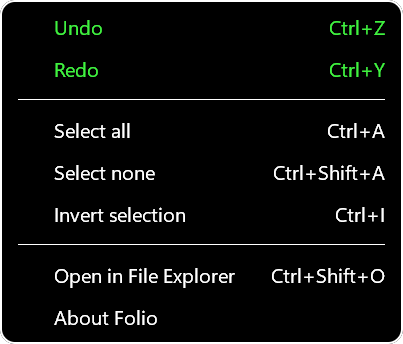 Undo Ctrl+Z
Redo Ctrl+Y
Select all Ctrl+A
Select none Ctrl+Shift+A
Invert selection Ctrl+I
Open in File Explorer Ctrl+Shift+O
About Folio